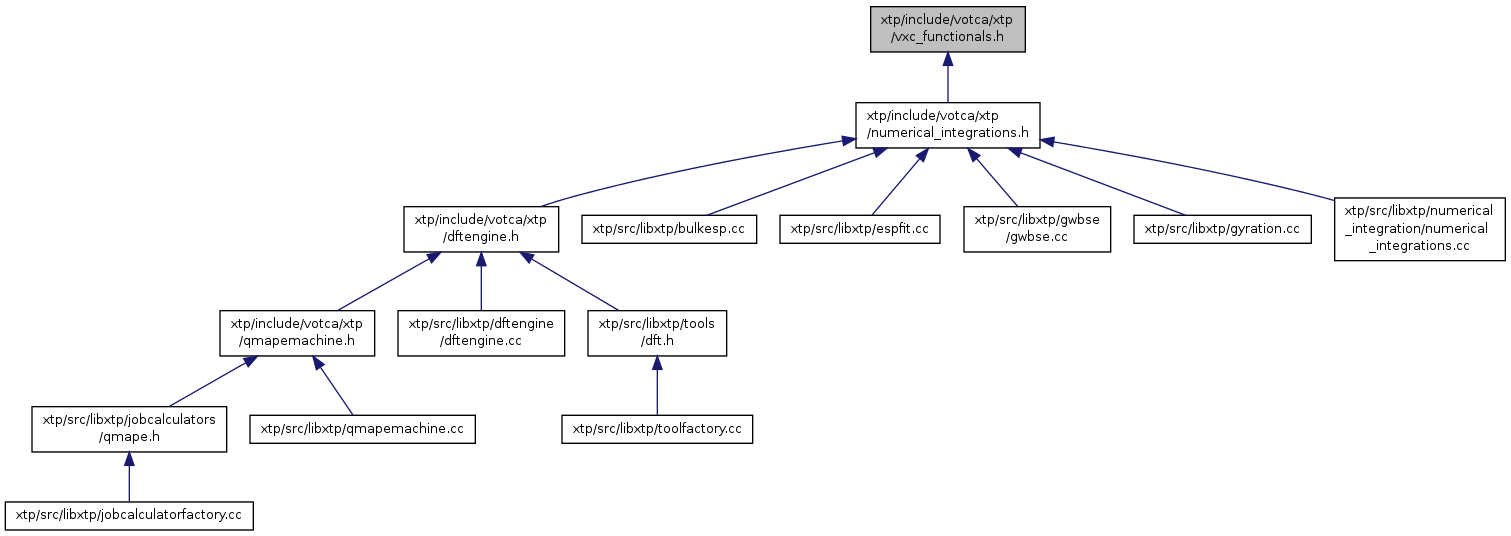 xtp/include/votca/xtp
/vxc_functionals.h
xtp/include/votca/xtp
/numerical_integrations.h
xtp/include/votca/xtp
/dftengine.h
xtp/src/libxtp/bulkesp.cc
xtp/src/libxtp/espfit.cc
xtp/src/libxtp/gwbse
/gwbse.cc
xtp/src/libxtp/gyration.cc
xtp/src/libxtp/numerical
_integration/numerical
_integrations.cc
xtp/include/votca/xtp
/qmapemachine.h
xtp/src/libxtp/dftengine
/dftengine.cc
xtp/src/libxtp/tools
/dft.h
xtp/src/libxtp/jobcalculators
/qmape.h
xtp/src/libxtp/qmapemachine.cc
xtp/src/libxtp/toolfactory.cc
xtp/src/libxtp/jobcalculatorfactory.cc